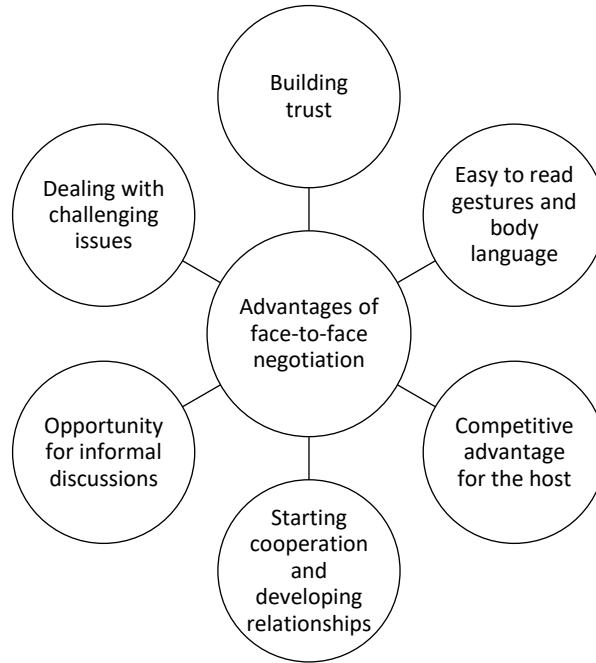 Building
trust
Easy to read
gestures and
body
language
Competitive
advantage
for the host
Starting
cooperation
and
developing
relationships
Opportunity
for informal
discussions
Dealing with
challenging
issues
Advantages of
face-to-face
negotiation